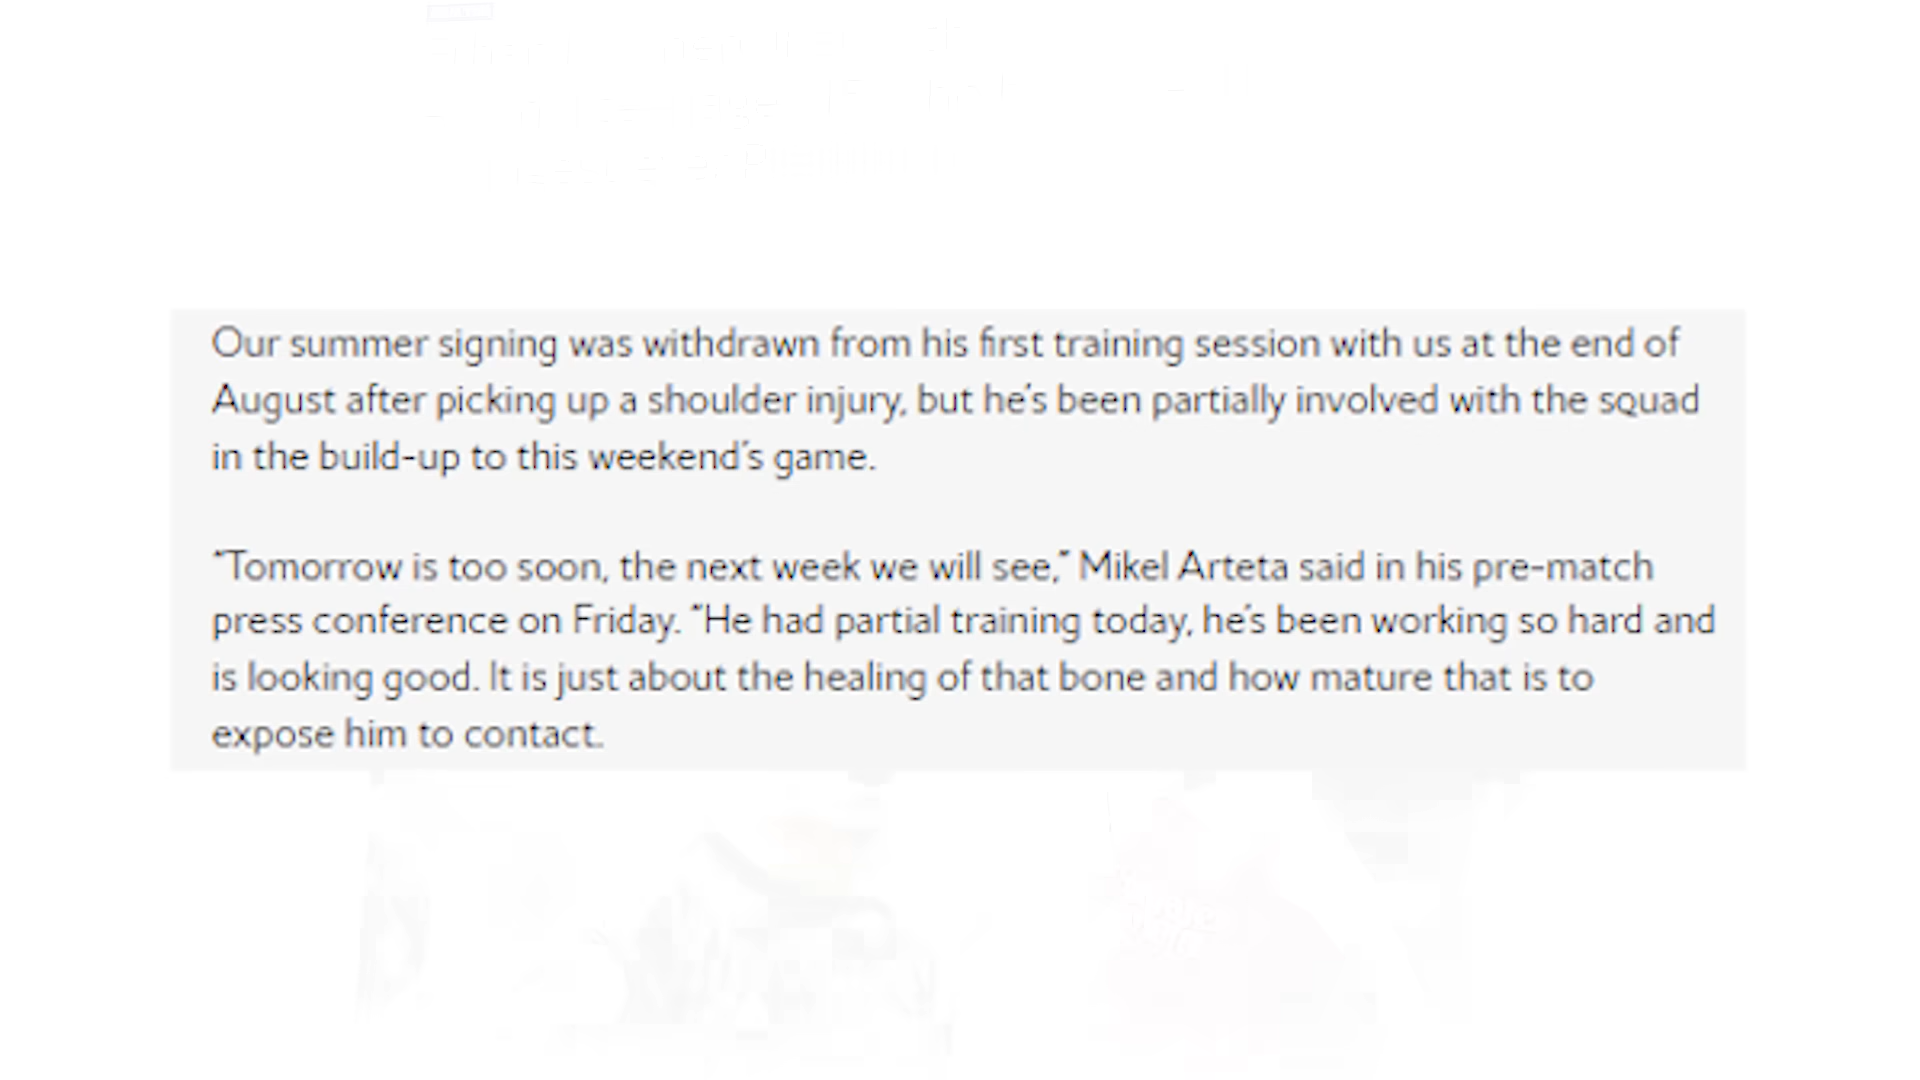 Our summer signing was withdrawn from his first training session with us at the end of
August after picking up a shoulder injury, but he's been partially involved with the squad
in the build-up to this weekend's game.
“Tomorrow is too soon, the next week we will see,” Mikel Arteta said in his pre-match
press conference on Friday. “He had partial training today, he's been working so hard and
is looking good. It is just about the healing of that bone and how mature that is to
expose him to contact.